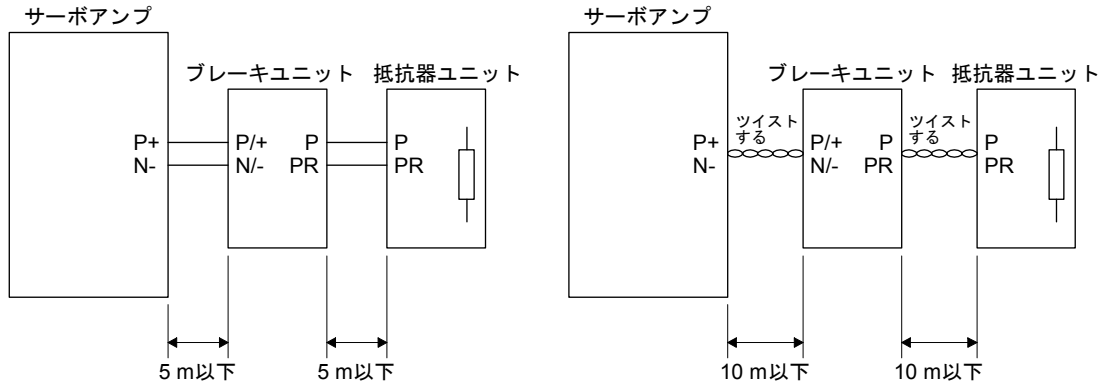 サーボアンプ
ブレーキユニット 抵抗器ユニット
P+ P/+ P P
N- N/- PR PR
5 m以下 5 m以下
サーボアンプ
ブレーキユニット 抵抗器ユニット
ツイスト
する
ツイスト
する
P+ P/+ P P
N- N/- PR PR
10 m以下 10 m以下